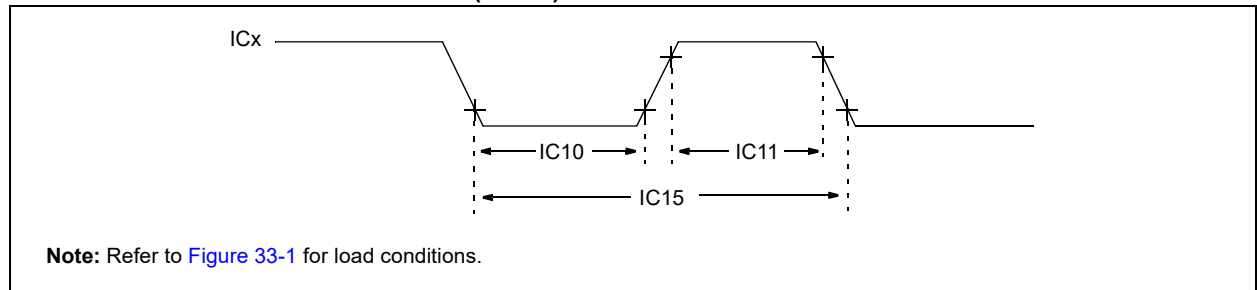 ICx
IC10
IC11
IC15
Note: Refer to Figure 33-1 for load conditions.